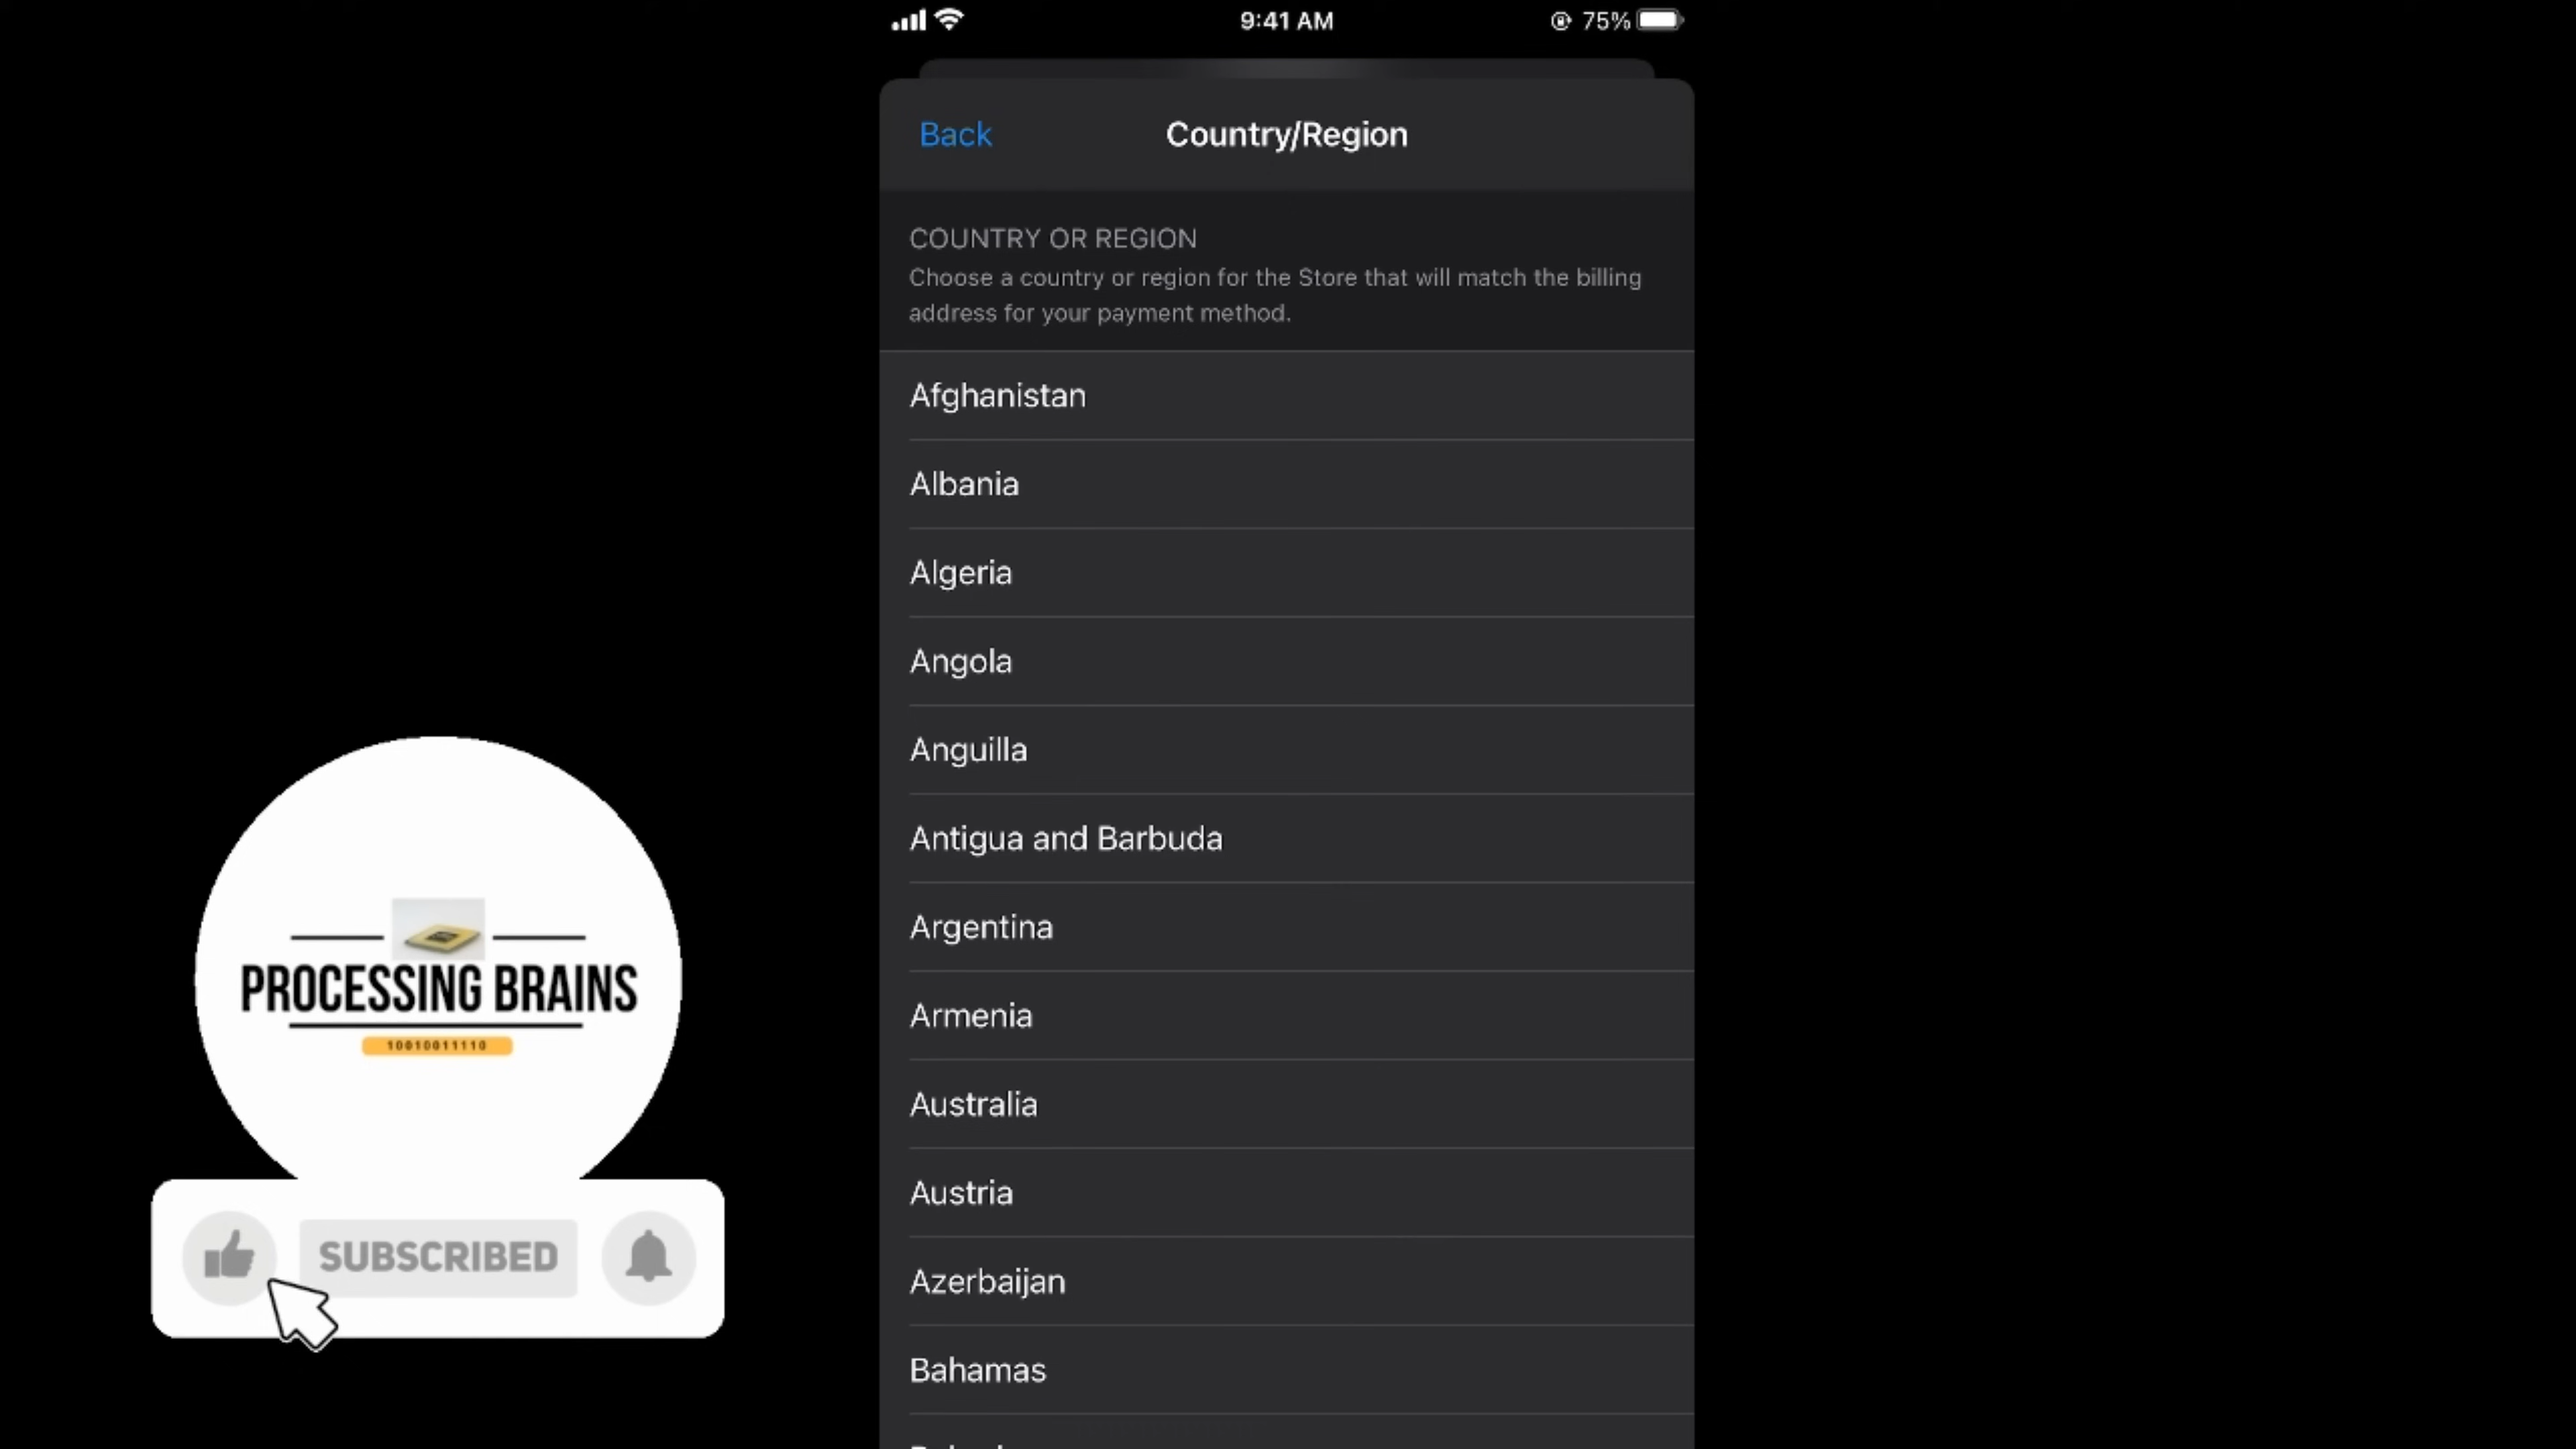 9:41 AM
75%
Back
Country/Region
COUNTRY OR REGION
Choose a country or region for the Store that will match the billing
address for your payment method.
Afghanistan
Albania
Algeria
Angola
Anguilla
Antigua and Barbuda
Argentina
Armenia
Australia
Austria
Azerbaijan
Bahamas
PROCESSING BRAINS
10010011110
SUBSCRIBED